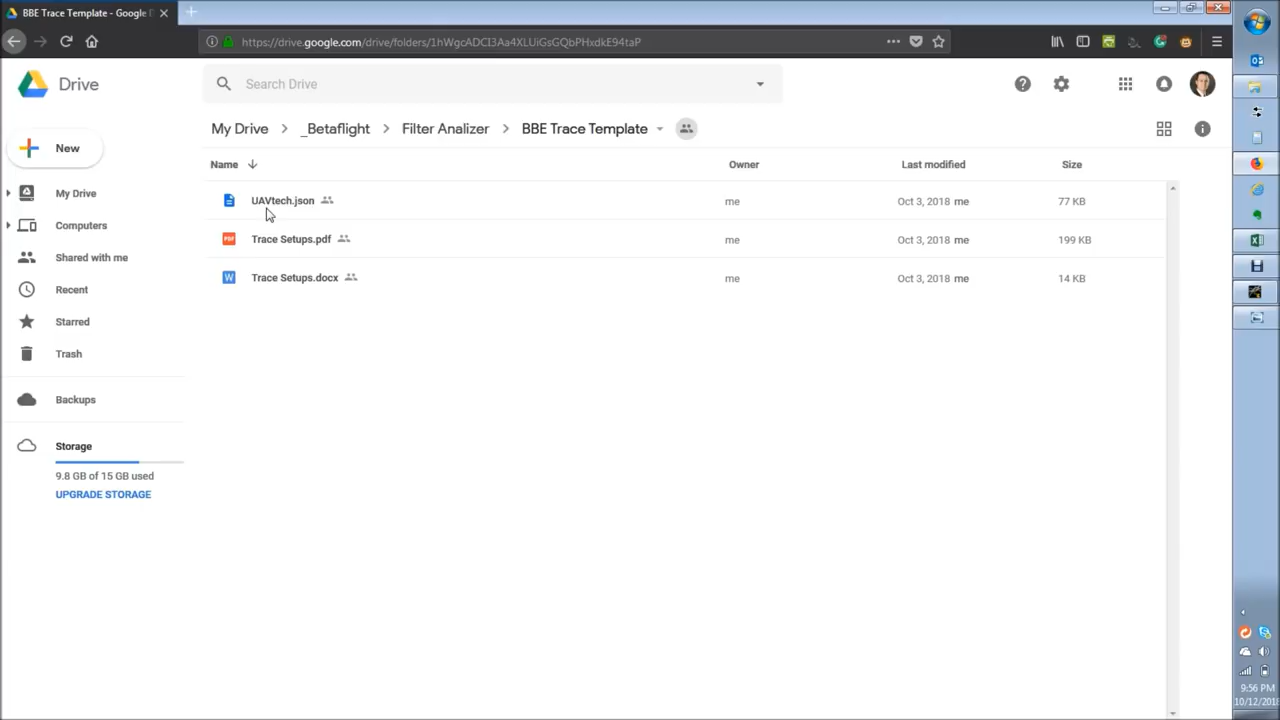 BBE Trace Template - Google
https://drive.google.com/drive/folders/1hWgcADCI3Aa4XLUiGsGQbPHxdkE94taP
Drive
Search Drive
New
My Drive > _Betaflight > Filter Analizer > BBE Trace Template
Name Owner Last modified Size
UAVtech.json me Oct 3, 2018 me 77 KB
Trace Setups.pdf me Oct 3, 2018 me 199 KB
Trace Setups.docx me Oct 3, 2018 me 14 KB
My Drive
Computers
Shared with me
Recent
Starred
Trash
Backups
Storage
9.8 GB of 15 GB used
UPGRADE STORAGE
PDF
W
9:56 PM